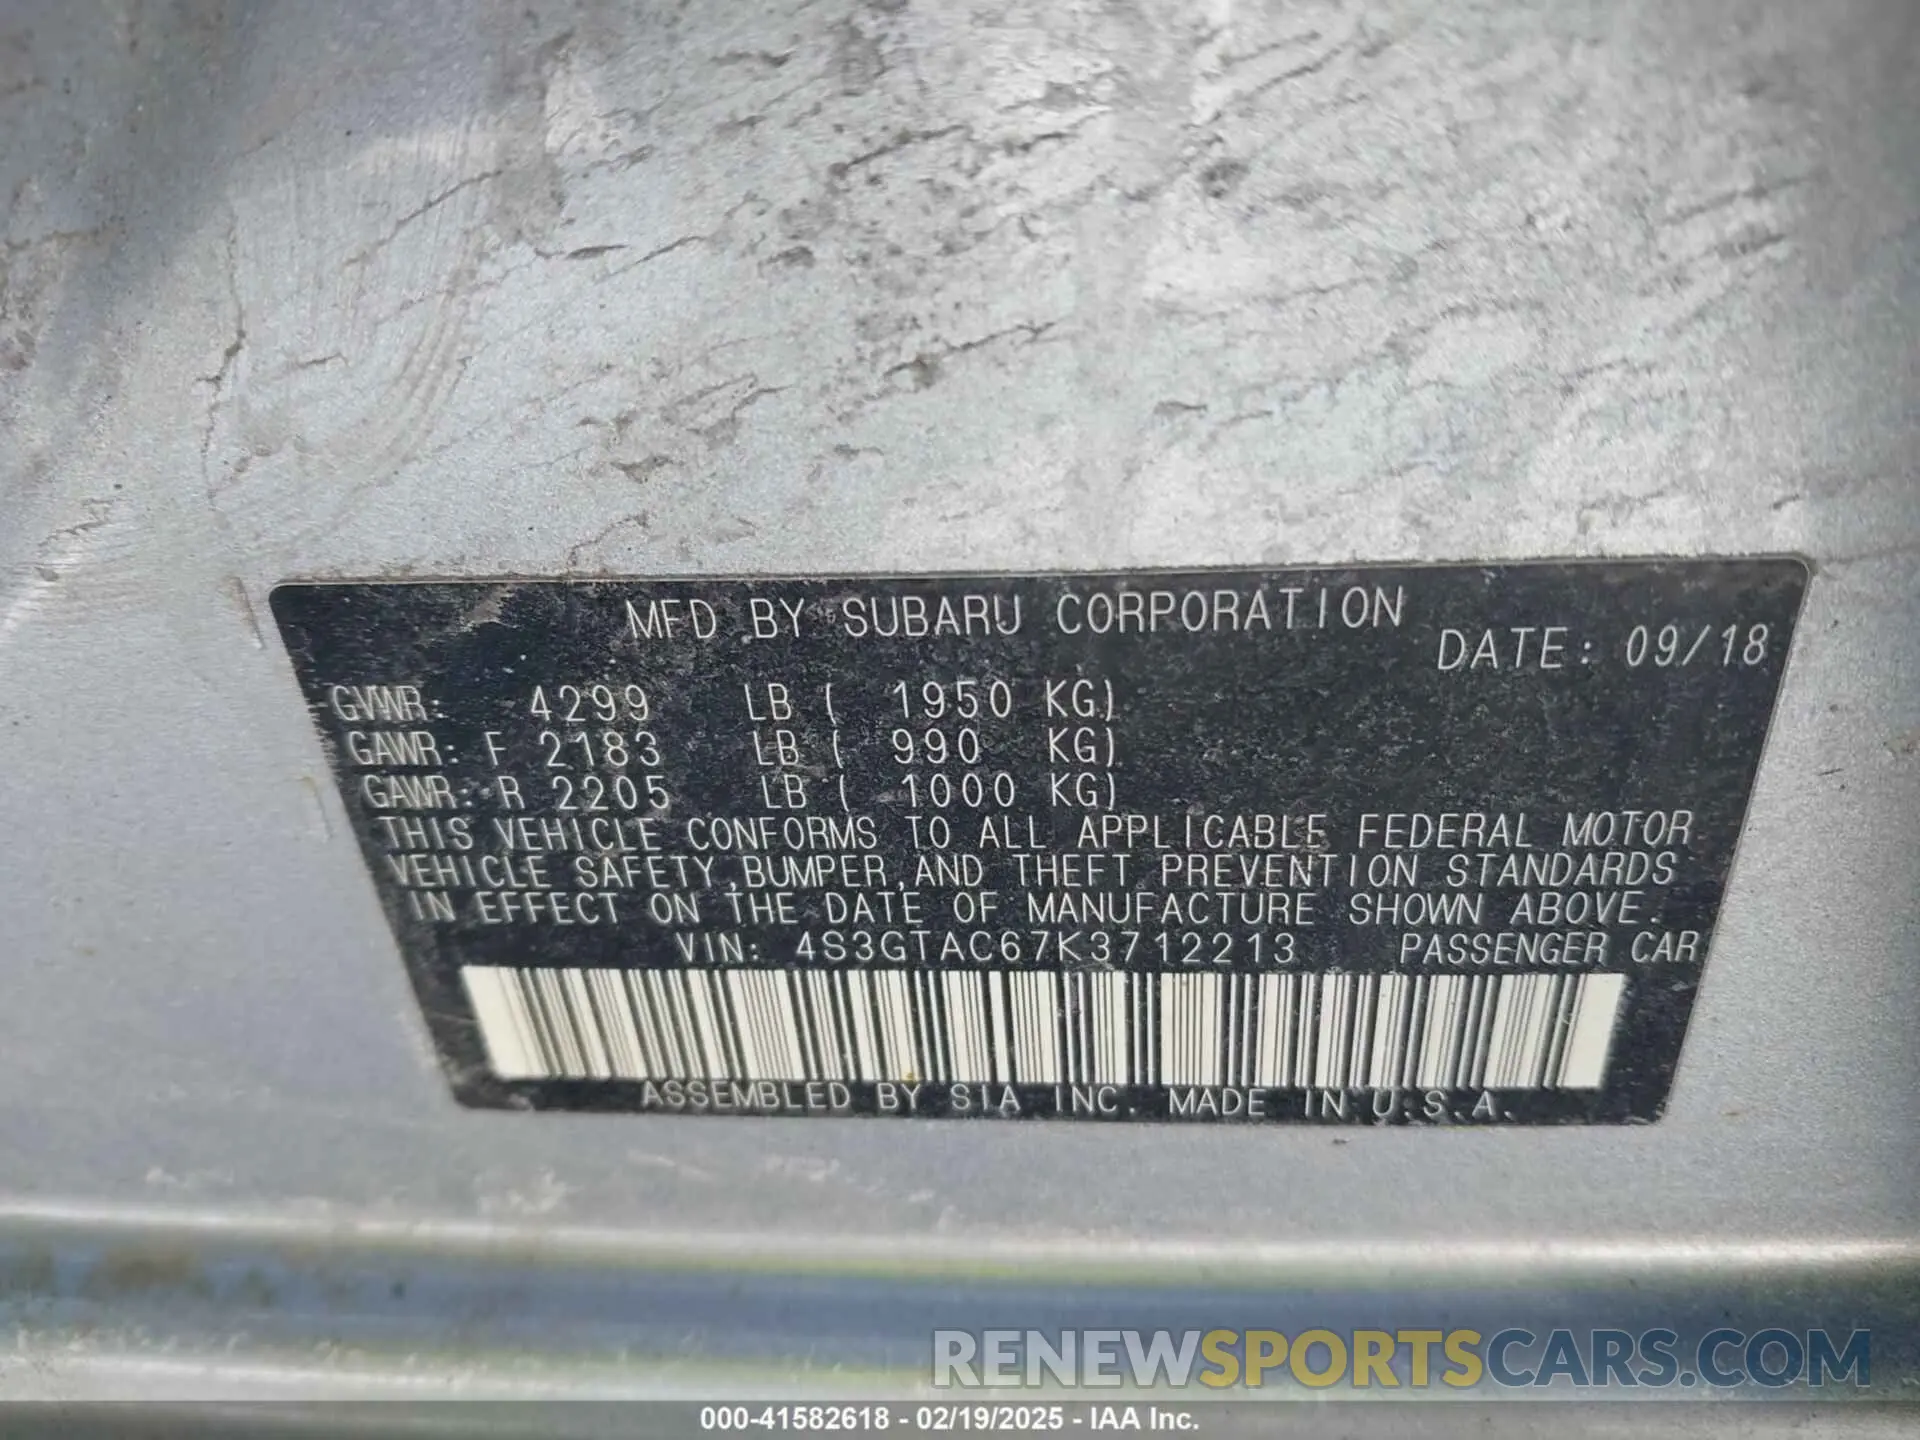 MFD BY SUBARU CORPORATION
DATE: 09/18
GVWR: 4299 LB ( 1950 KG)
GAWR: F 2183 LB ( 990 KG)
GAWR: R 2205 LB ( 1000 KG)
THIS VEHICLE CONFORMS TO ALL APPLICABLE FEDERAL MOTOR
VEHICLE SAFETY,BUMPER,AND THEFT PREVENTION STANDARDS
IN EFFECT ON THE DATE OF MANUFACTURE SHOWN ABOVE.
VIN: 4S3GTAC67K3712213 PASSENGER CAR
ASSEMBLED BY SIA INC. MADE IN U.S.A.
RENEWSPORTSCARS.COM
000-41582618 - 02/19/2025 - IAA Inc.